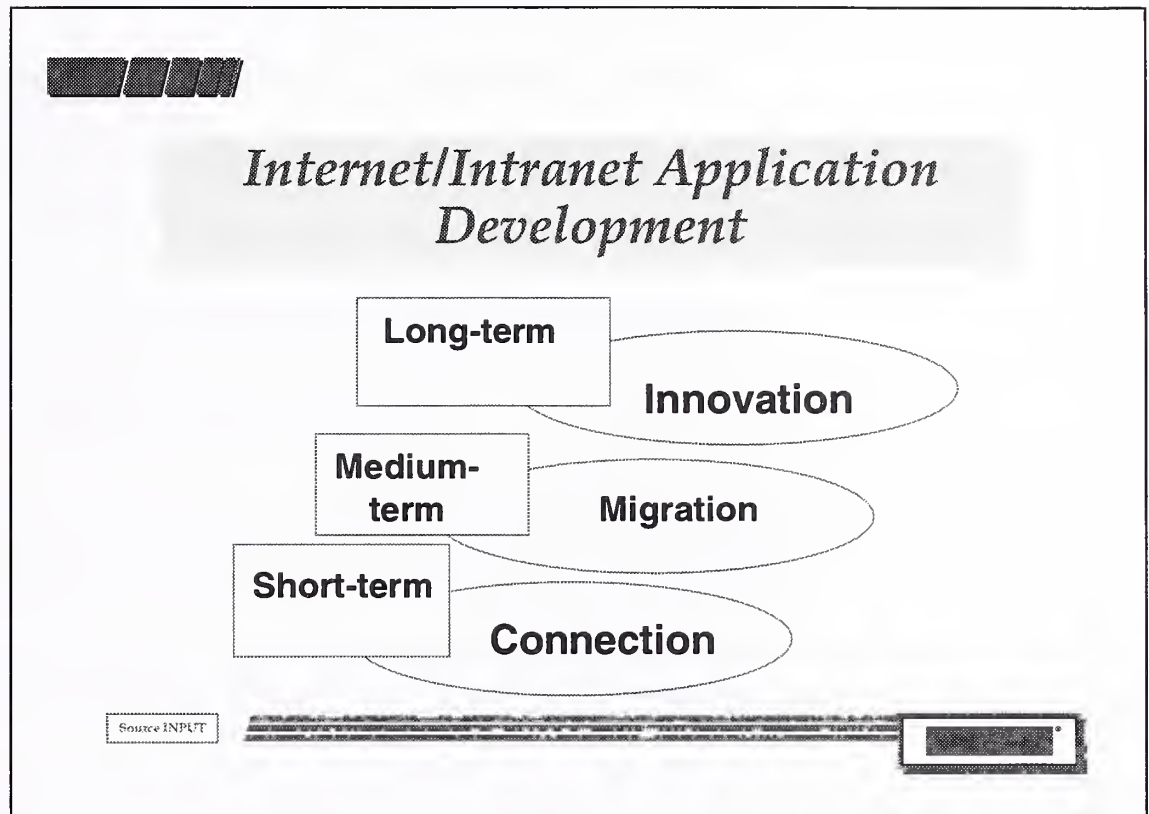 Internet/Intranet Application
Development
Long-term
Innovation
Medium-
term
Migration
Short-term
Connection
Source INPUT